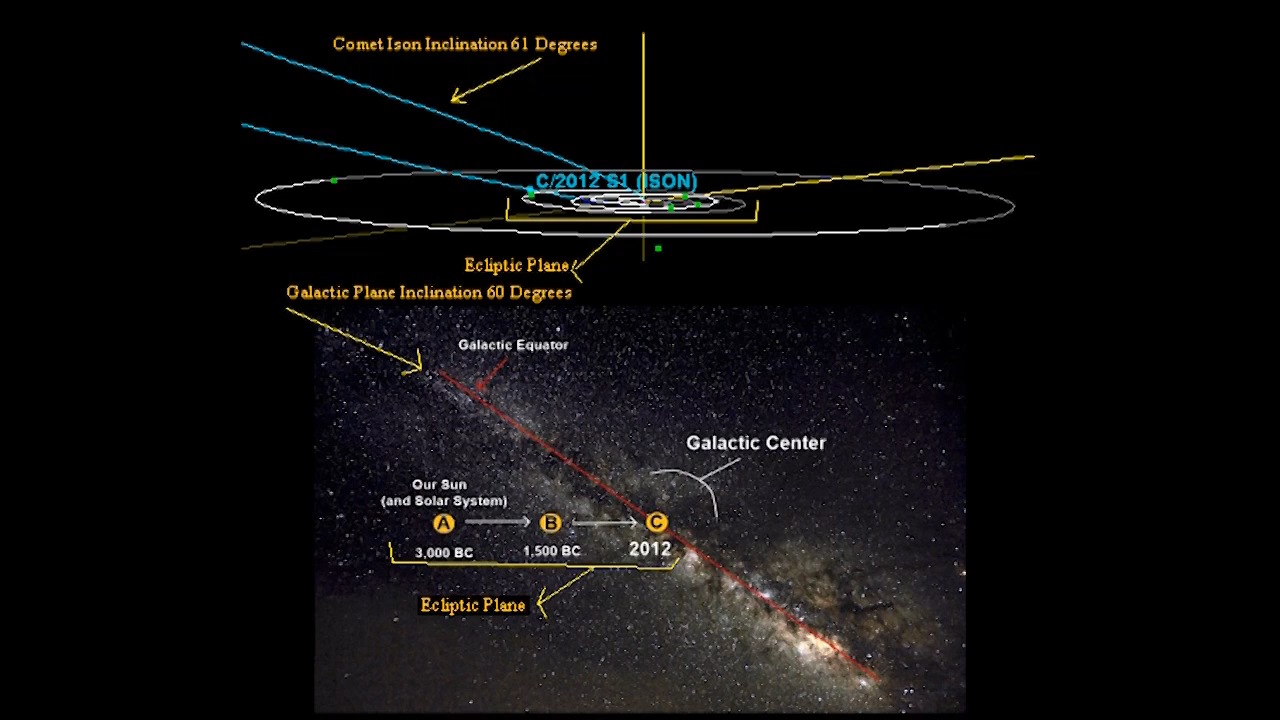 Comet Ison Inclination 61 Degrees
C/2012 S1 (ISON)
Ecliptic Plane
Galactic Plane Inclination 60 Degrees
Galactic Equator
Galactic Center
Our Sun
(and Solar System)
A B C
3,000 BC 1,500 BC 2012
Ecliptic Plane